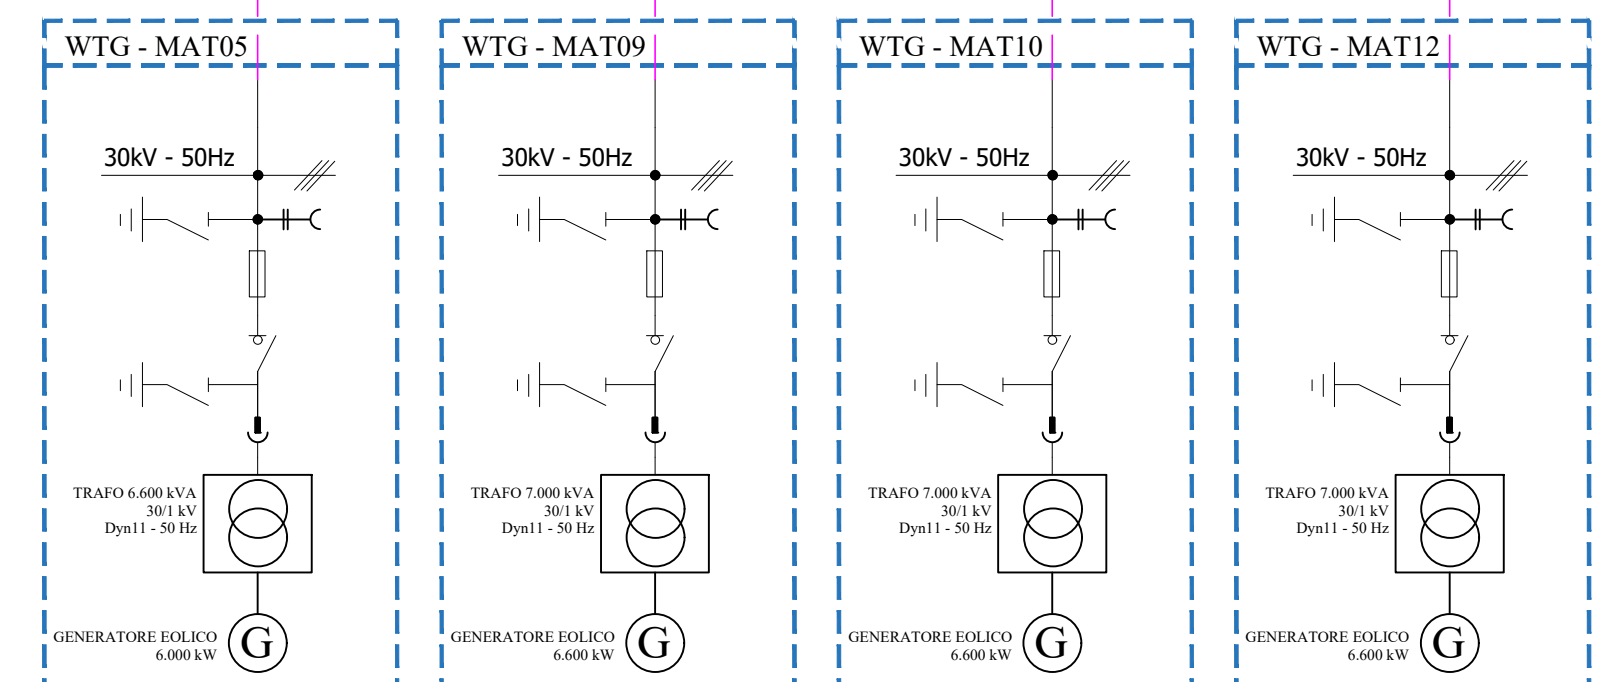 WTG - MAT05
30kV - 50Hz
TRAFO 6.600 kVA
30/1 kV
Dyn11 - 50 Hz
GENERATORE EOLICO
6.000 kW
G
WTG - MAT09
30kV - 50Hz
TRAFO 7.000 kVA
30/1 kV
Dyn11 - 50 Hz
GENERATORE EOLICO
6.600 kW
G
WTG - MAT10
30kV - 50Hz
TRAFO 7.000 kVA
30/1 kV
Dyn11 - 50 Hz
GENERATORE EOLICO
6.600 kW
G
WTG - MAT12
30kV - 50Hz
TRAFO 7.000 kVA
30/1 kV
Dyn11 - 50 Hz
GENERATORE EOLICO
6.600 kW
G